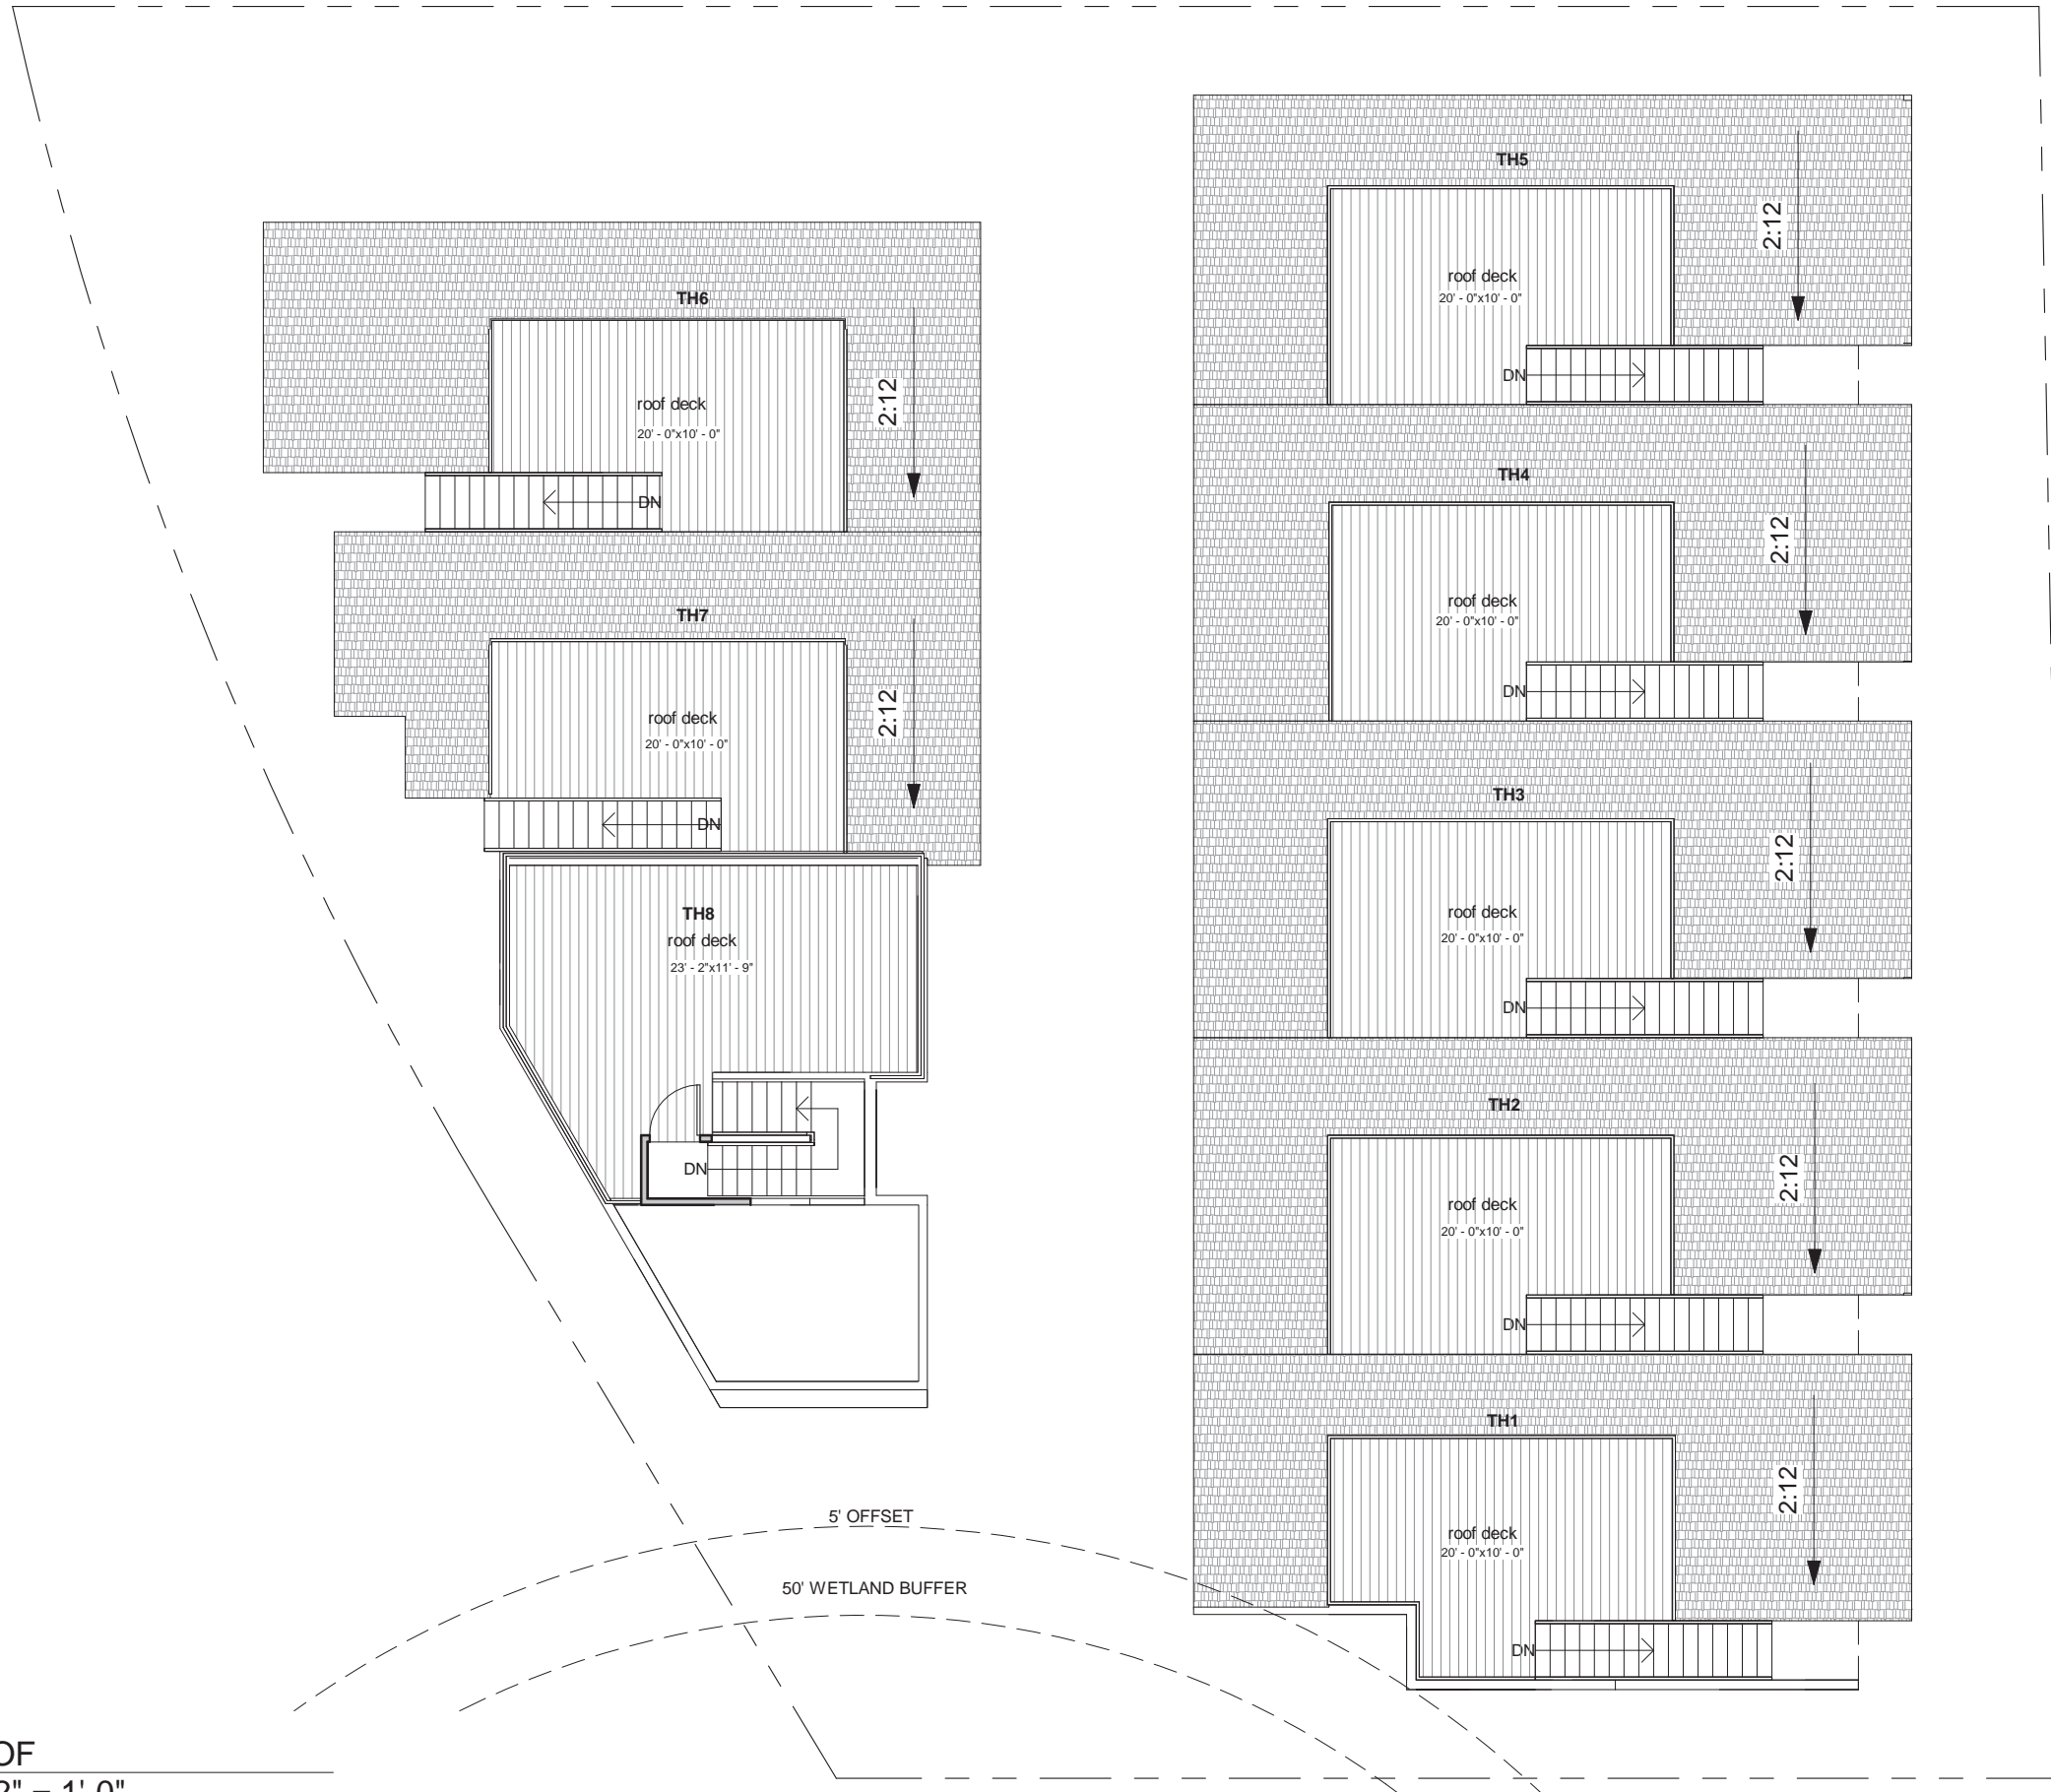 TH6
roof deck
20' - 0"x10' - 0"
2:12
DN
TH7
roof deck
20' - 0"x10' - 0"
2:12
DN
TH8
roof deck
23' - 2"x11' - 9"
DN
TH5
roof deck
20' - 0"x10' - 0"
2:12
DN
TH4
roof deck
20' - 0"x10' - 0"
2:12
DN
TH3
roof deck
20' - 0"x10' - 0"
2:12
DN
TH2
roof deck
20' - 0"x10' - 0"
2:12
DN
TH1
roof deck
20' - 0"x10' - 0"
2:12
DN
5' OFFSET
50' WETLAND BUFFER
OF
2" = 1'-0"